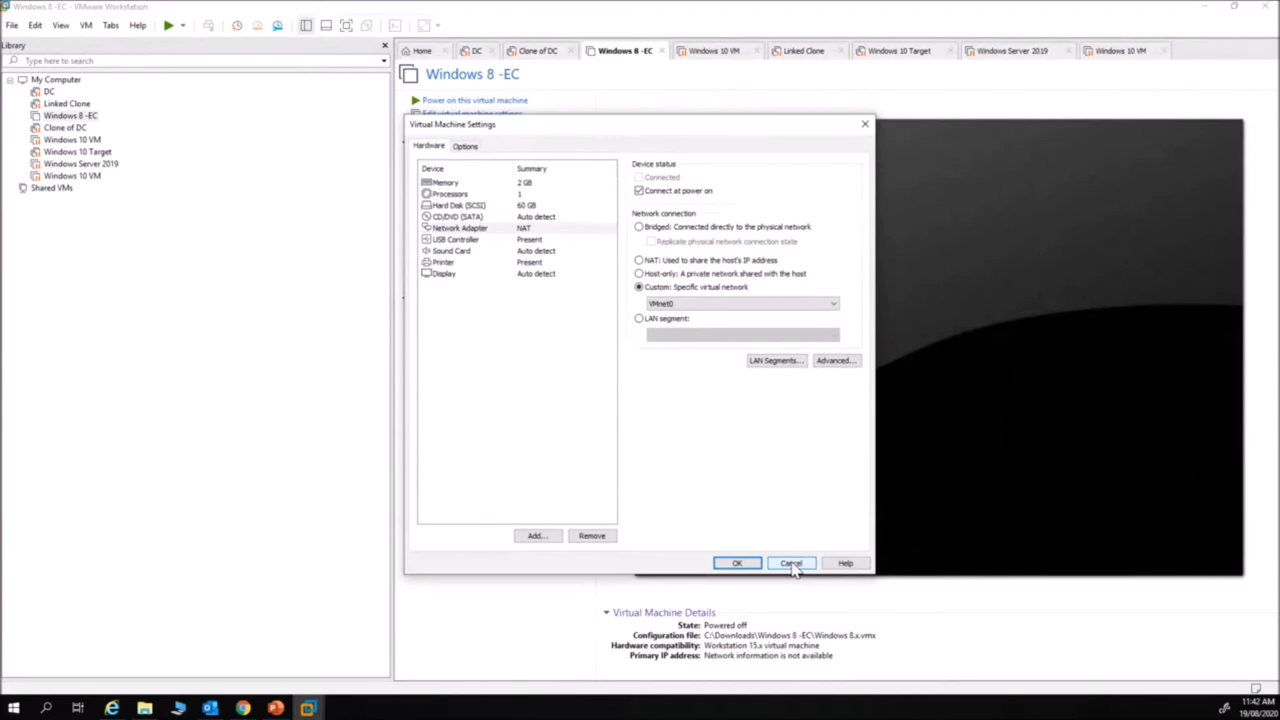 Windows 8 -EC - VMware Workstation
File Edit View VM Tabs Help
Library
Type here to search
My Computer
DC
Linked Clone
Windows 8 -EC
Clone of DC
Windows 10 VM
Windows 10 Target
Windows Server 2019
Windows 10 VM
Shared VMs
Home DC Clone of DC Windows 8 -EC Windows 10 VM Linked Clone Windows 10 Target Windows Server 2019 Windows 10 VM
Windows 8 -EC
Power on this virtual machine
Edit virtual machine settings
Virtual Machine Settings
Hardware Options
Device Summary
Memory 2 GB
Processors 1
Hard Disk (SCSI) 60 GB
CD/DVD (SATA) Auto detect
Network Adapter NAT
USB Controller Present
Sound Card Auto detect
Printer Present
Display Auto detect
Add... Remove
Device status
Connected
Connect at power on
Network connection
Bridged: Connected directly to the physical network
Replicate physical network connection state
NAT: Used to share the host's IP address
Host-only: A private network shared with the host
Custom: Specific virtual network
VMnet0
LAN segment:
LAN Segments... Advanced...
OK Cancel Help
Virtual Machine Details
State: Powered off
Configuration file: C:\Downloads\Windows 8 -EC\Windows 8.x.vmx
Hardware compatibility: Workstation 15.x virtual machine
Primary IP address: Network information is not available
11:42 AM
19/08/2020